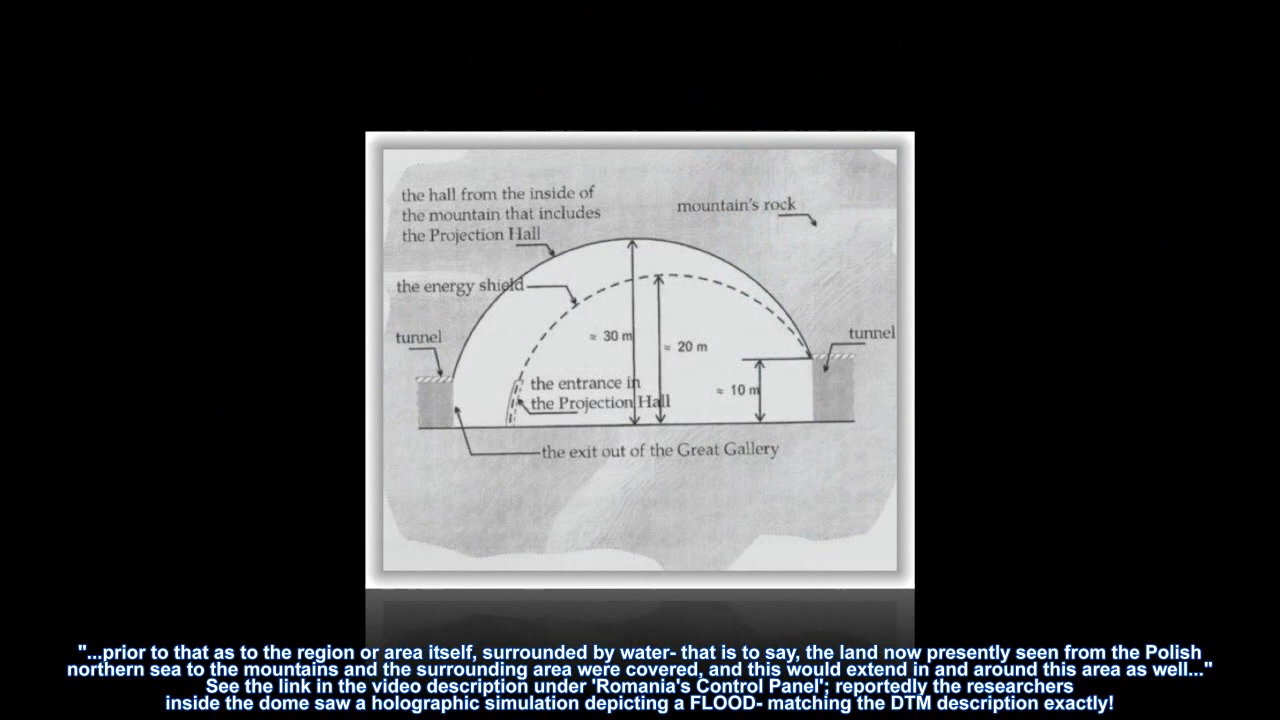 the hall from the inside of
the mountain that includes
the Projection Hall
mountain's rock
the energy shield
tunnel
tunnel
≈ 30 m
≈ 20 m
≈ 10 m
the entrance in
the Projection Hall
the exit out of the Great Gallery
"...prior to that as to the region or area itself, surrounded by water- that is to say, the land now presently seen from the Polish
northern sea to the mountains and the surrounding area were covered, and this would extend in and around this area as well..."
See the link in the video description under 'Romania's Control Panel'; reportedly the researchers
inside the dome saw a holographic simulation depicting a FLOOD- matching the DTM description exactly!